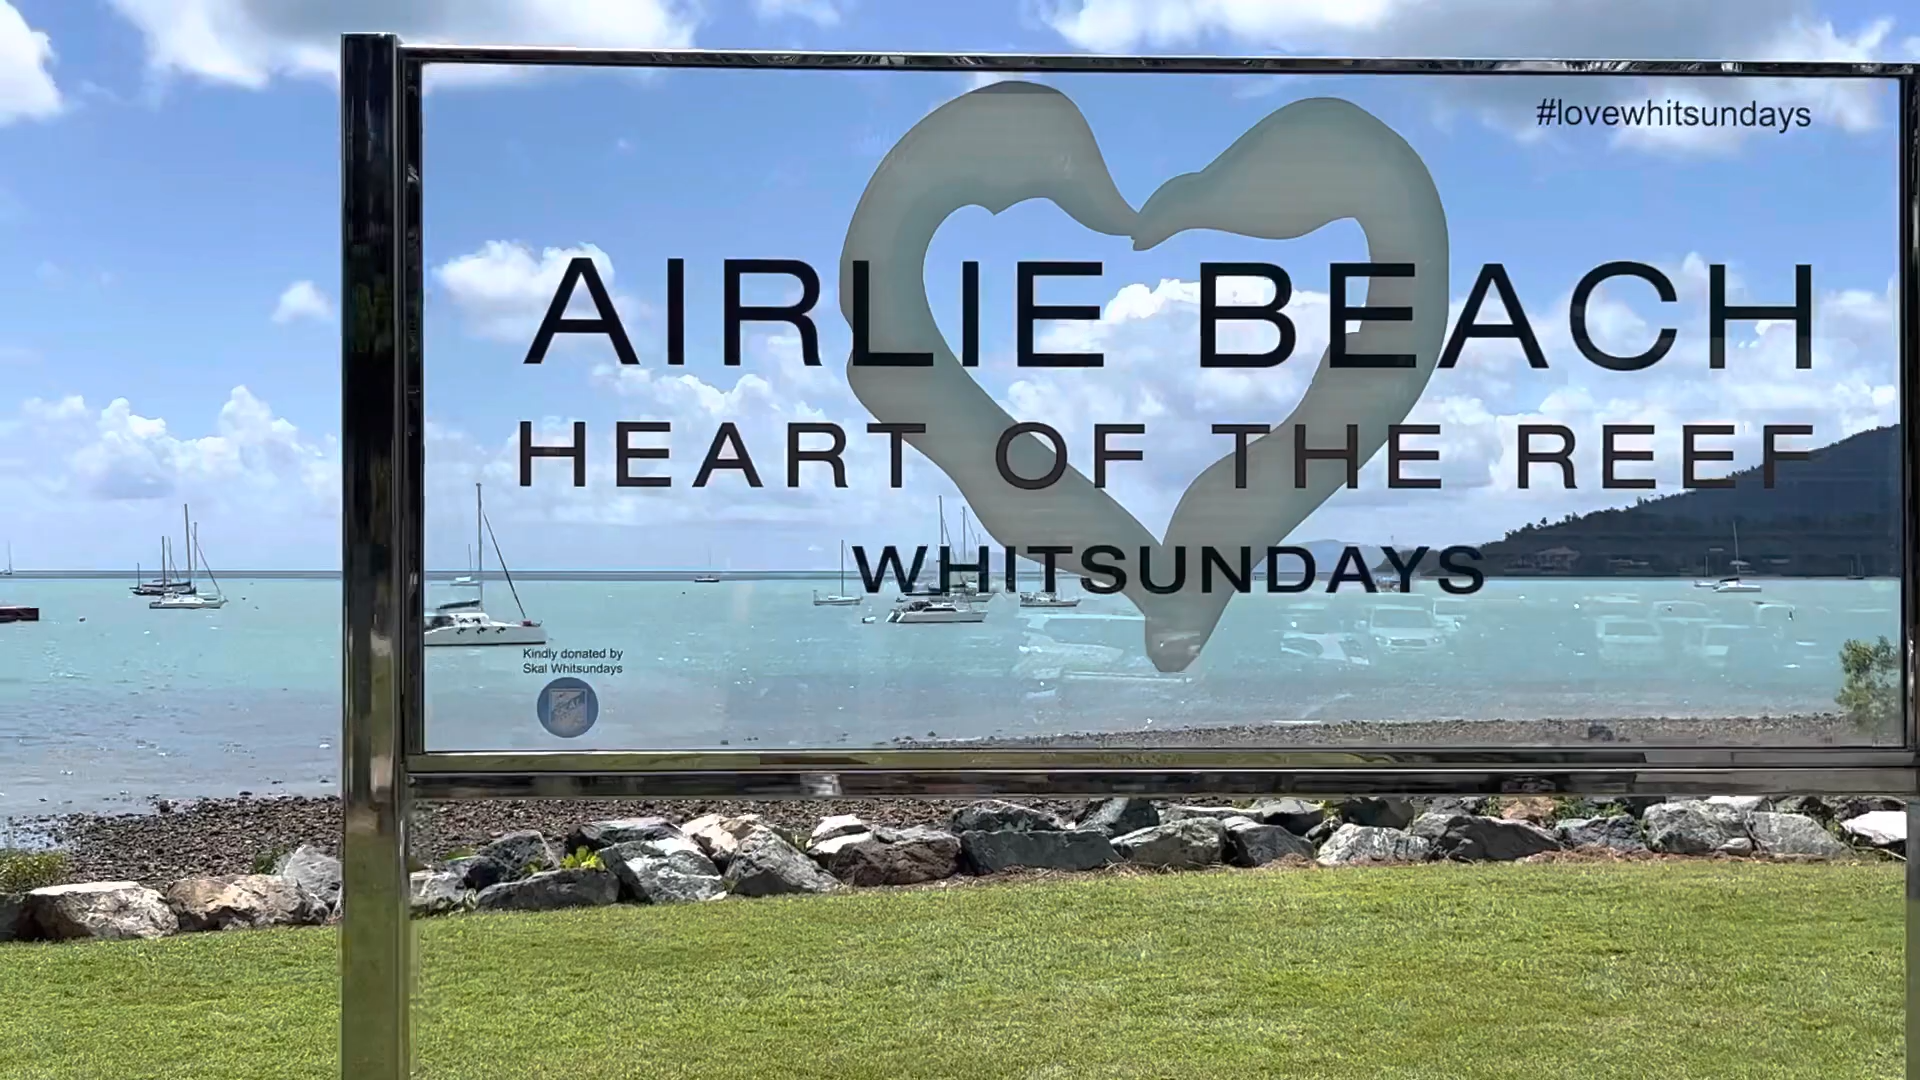 #lovewhitsundays
AIRLIE BEACH
HEART OF THE REEF
WHITSUNDAYS
Kindly donated by
Skal Whitsundays